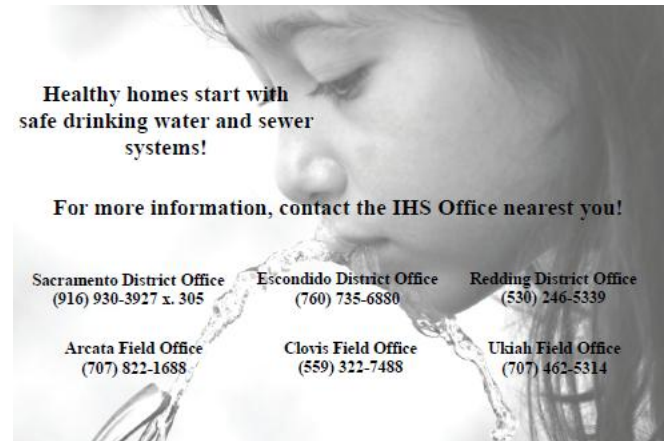 Healthy homes start with
safe drinking water and sewer
systems!
For more information, contact the IHS Office nearest you!
Sacramento District Office
(916) 930-3927 x. 305
Escondido District Office
(760) 735-6880
Redding District Office
(530) 246-5339
Arcata Field Office
(707) 822-1688
Clovis Field Office
(559) 322-7488
Ukiah Field Office
(707) 462-5314